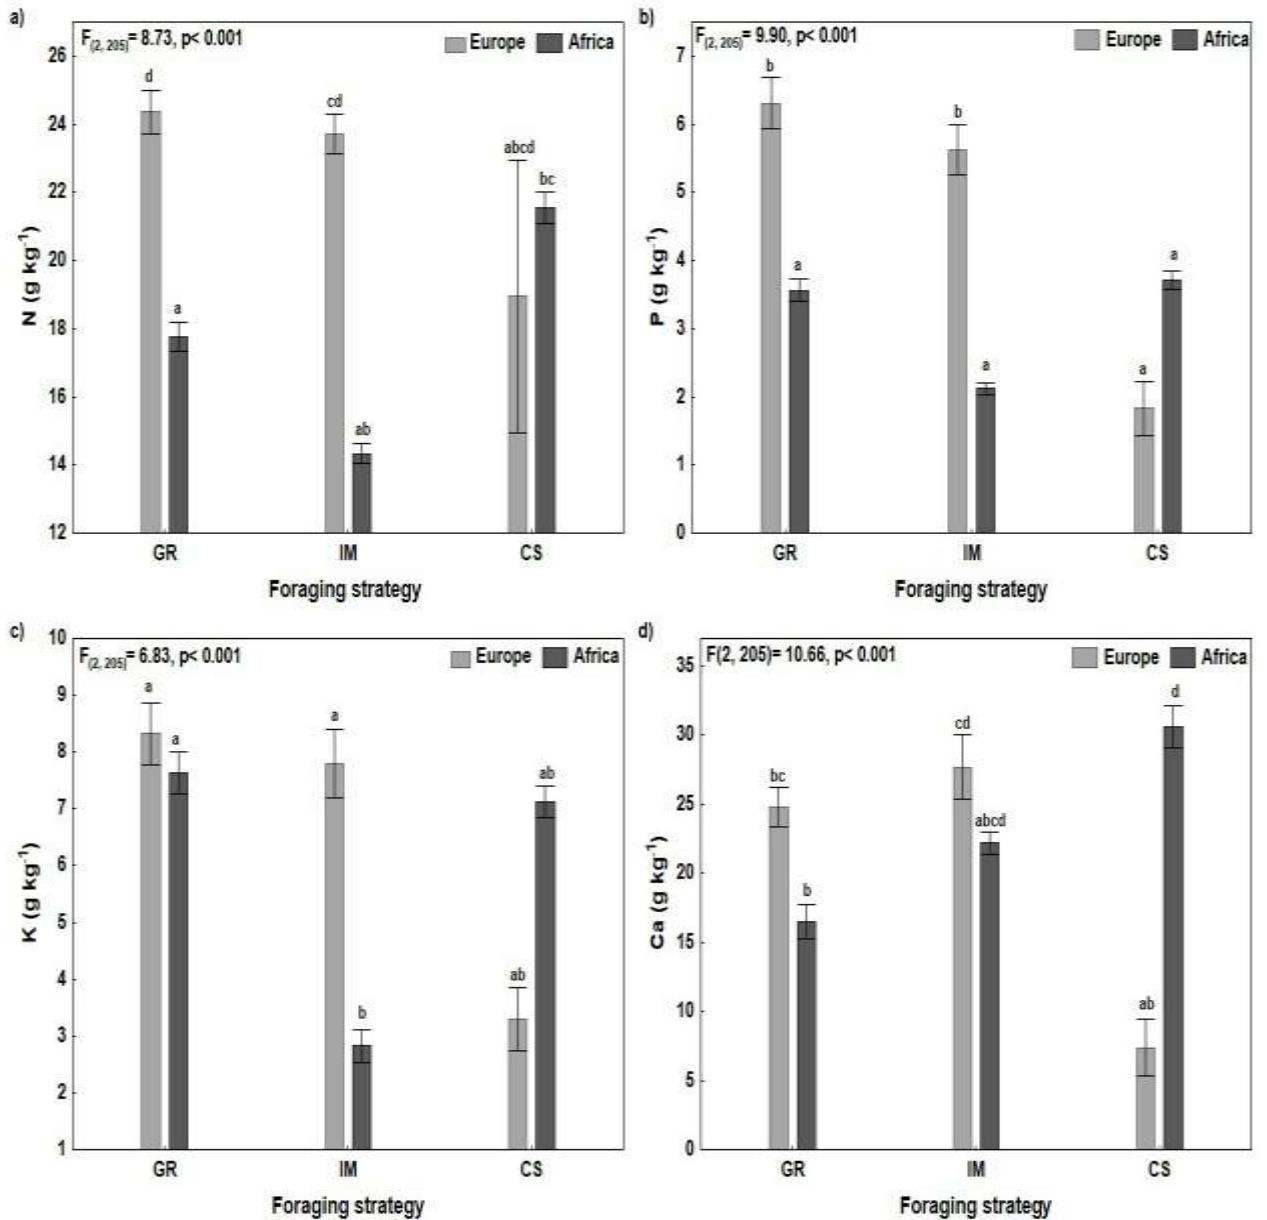 a)
F(2, 205)= 8.73, p< 0.001
Europe Africa
26
24
22
20
18
16
14
12
N (g kg-1)
d
a
cd
ab
abcd
bc
GR IM CS
Foraging strategy
b)
F(2, 205)= 9.90, p< 0.001
Europe Africa
7
6
5
4
3
2
1
0
P (g kg-1)
b
a
b
a
a
a
GR IM CS
Foraging strategy
c)
F(2, 205)= 6.83, p< 0.001
Europe Africa
10
9
8
7
6
5
4
3
2
1
K (g kg-1)
a
a
a
b
ab
ab
GR IM CS
Foraging strategy
d)
F(2, 205)= 10.66, p< 0.001
Europe Africa
35
30
25
20
15
10
5
0
Ca (g kg-1)
bc
b
cd
abcd
ab
d
GR IM CS
Foraging strategy